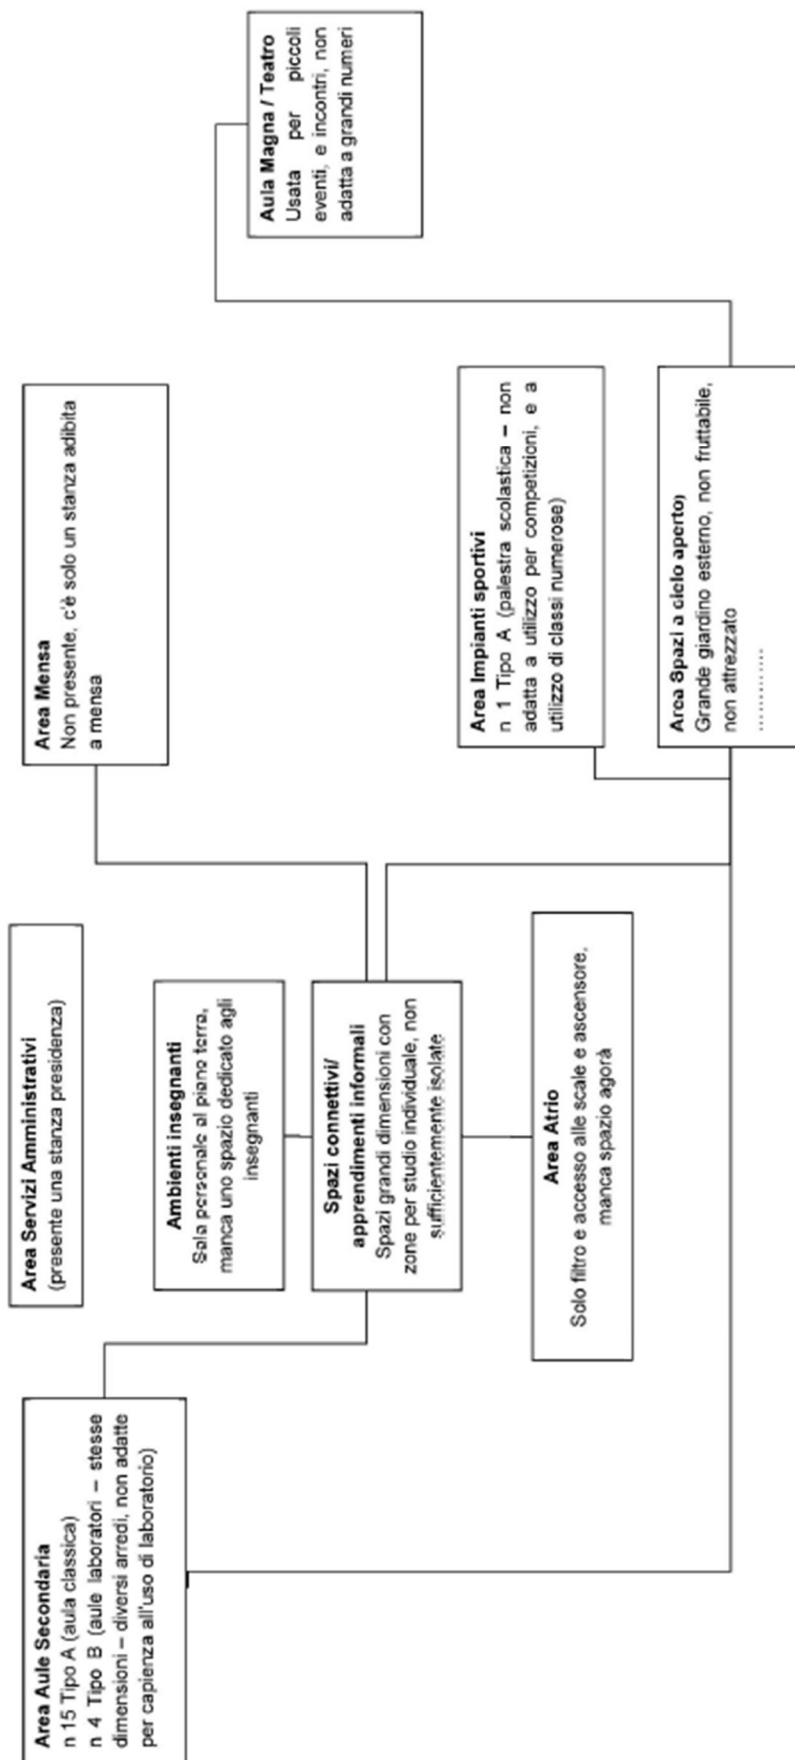 Area Aule Secondaria
n 15 Tipo A (aula classica)
n 4 Tipo B (aule laboratori – stesse
dimensioni – diversi arredi, non adatte
per capienza all'uso di laboratorio)
Area Servizi Amministrativi
(presente una stanza presidenza)
Ambienti insegnanti
Sala personale al piano terra,
manca uno spazio dedicato agli
insegnanti
Spazi connettivi/
apprendimenti informali
Spazi grandi dimensioni con
zone per studio individuale, non
sufficientemente isolate
Area Atrio
Solo filtro e accesso alle scale e ascensore,
manca spazio agorà
Area Mensa
Non presente, c'è solo un stanza adibita
a mensa
Area Impianti sportivi
n 1 Tipo A (palestra scolastica – non
adatta a utilizzo per competizioni, e a
utilizzo di classi numerose)
Area Spazi a cielo aperto)
Grande giardino esterno, non fruttabile,
non attrezzato
..............
Aula Magna / Teatro
Usata per piccoli
eventi, e incontri, non
adatta a grandi numeri